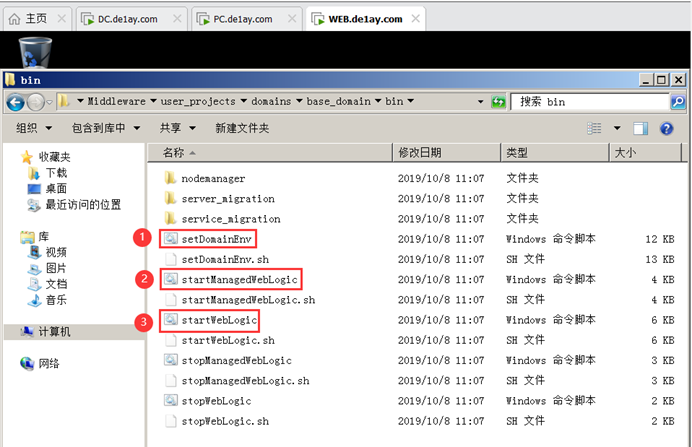 主页 DC.de1ay.com PC.de1ay.com WEB.de1ay.com
bin
Middleware user_projects domains base_domain bin 搜索 bin
组织 包含到库中 共享 新建文件夹
收藏夹
下载
桌面
最近访问的位置
库
视频
图片
文档
音乐
计算机
网络
名称 修改日期 类型 大小
nodemanager 2019/10/8 11:07 文件夹
server_migration 2019/10/8 11:07 文件夹
service_migration 2019/10/8 11:07 文件夹
1 setDomainEnv 2019/10/8 11:07 Windows 命令脚本 12 KB
setDomainEnv.sh 2019/10/8 11:07 SH 文件 13 KB
2 startManagedWebLogic 2019/10/8 11:07 Windows 命令脚本 4 KB
startManagedWebLogic.sh 2019/10/8 11:07 SH 文件 4 KB
3 startWebLogic 2019/10/8 11:07 Windows 命令脚本 6 KB
startWebLogic.sh 2019/10/8 11:07 SH 文件 6 KB
stopManagedWebLogic 2019/10/8 11:07 Windows 命令脚本 3 KB
stopManagedWebLogic.sh 2019/10/8 11:07 SH 文件 3 KB
stopWebLogic 2019/10/8 11:07 Windows 命令脚本 2 KB
stopWebLogic.sh 2019/10/8 11:07 SH 文件 2 KB